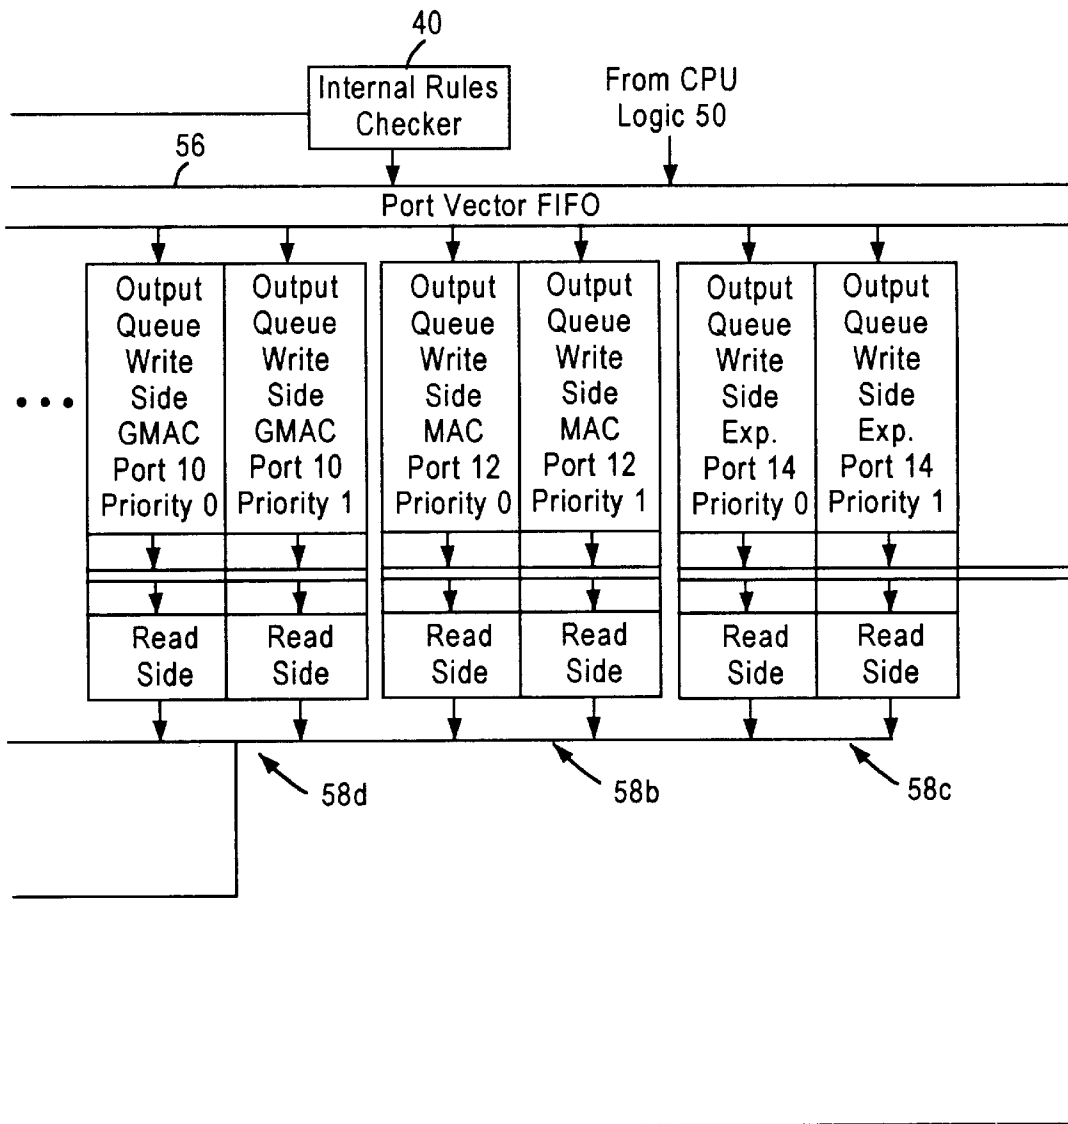 40
Internal Rules
Checker
From CPU
Logic 50
56
Port Vector FIFO
Output
Queue
Write
Side
GMAC
Port 10
Priority 0
Output
Queue
Write
Side
GMAC
Port 10
Priority 1
Output
Queue
Write
Side
MAC
Port 12
Priority 0
Output
Queue
Write
Side
MAC
Port 12
Priority 1
Output
Queue
Write
Side
Exp.
Port 14
Priority 0
Output
Queue
Write
Side
Exp.
Port 14
Priority 1
•••
Read
Side
Read
Side
Read
Side
Read
Side
Read
Side
Read
Side
58d
58b
58c